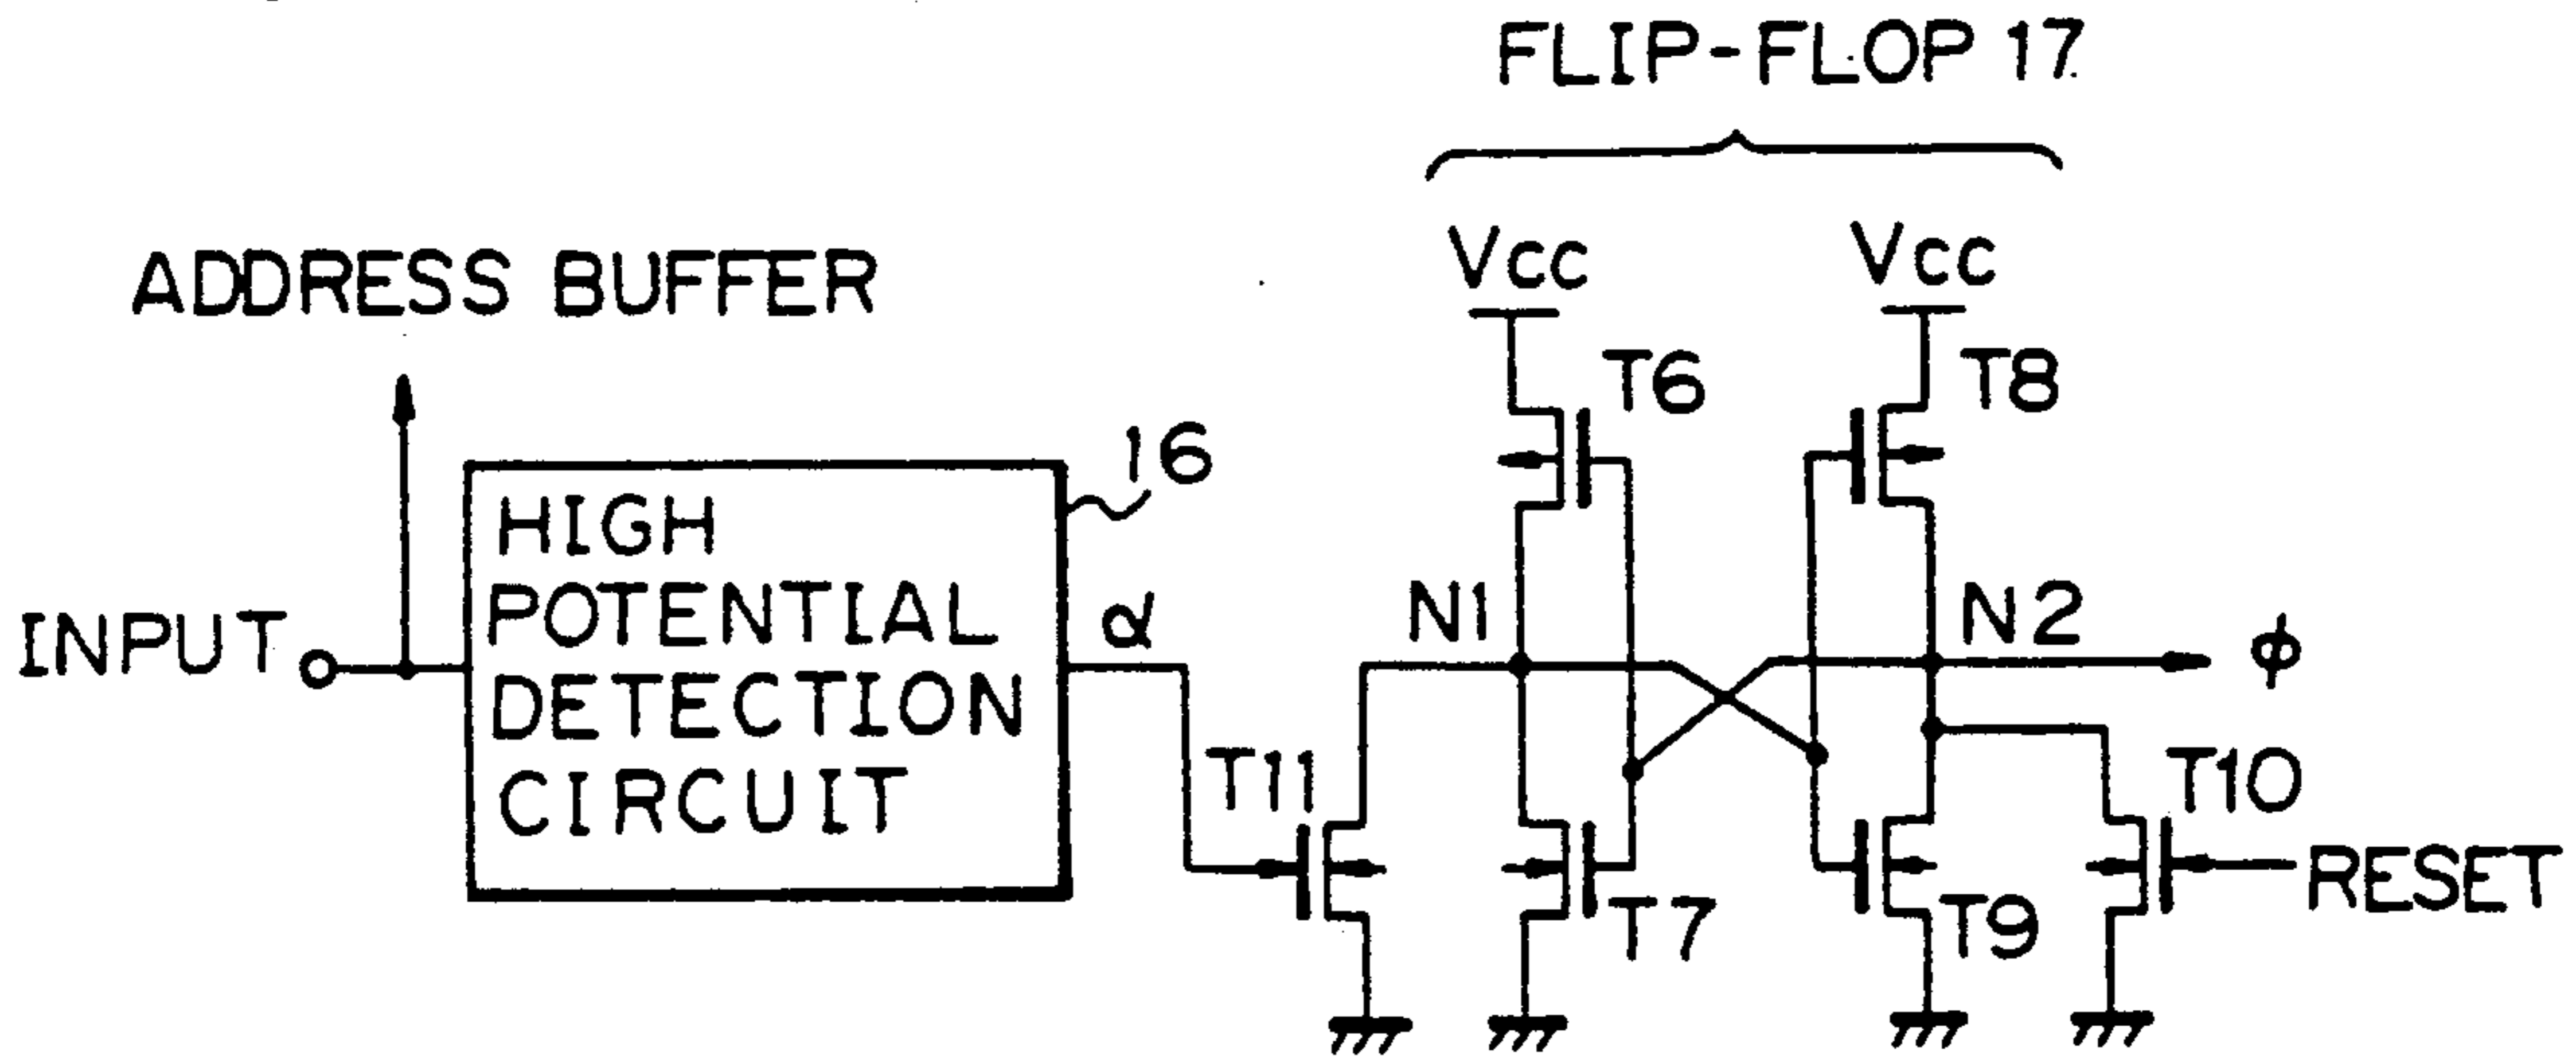 FLIP-FLOP 17
Vcc
Vcc
ADDRESS BUFFER
T6
T8
16
HIGH
POTENTIAL
DETECTION
CIRCUIT
INPUT
α
N1
N2
ϕ
T11
T10
T7
T9
RESET